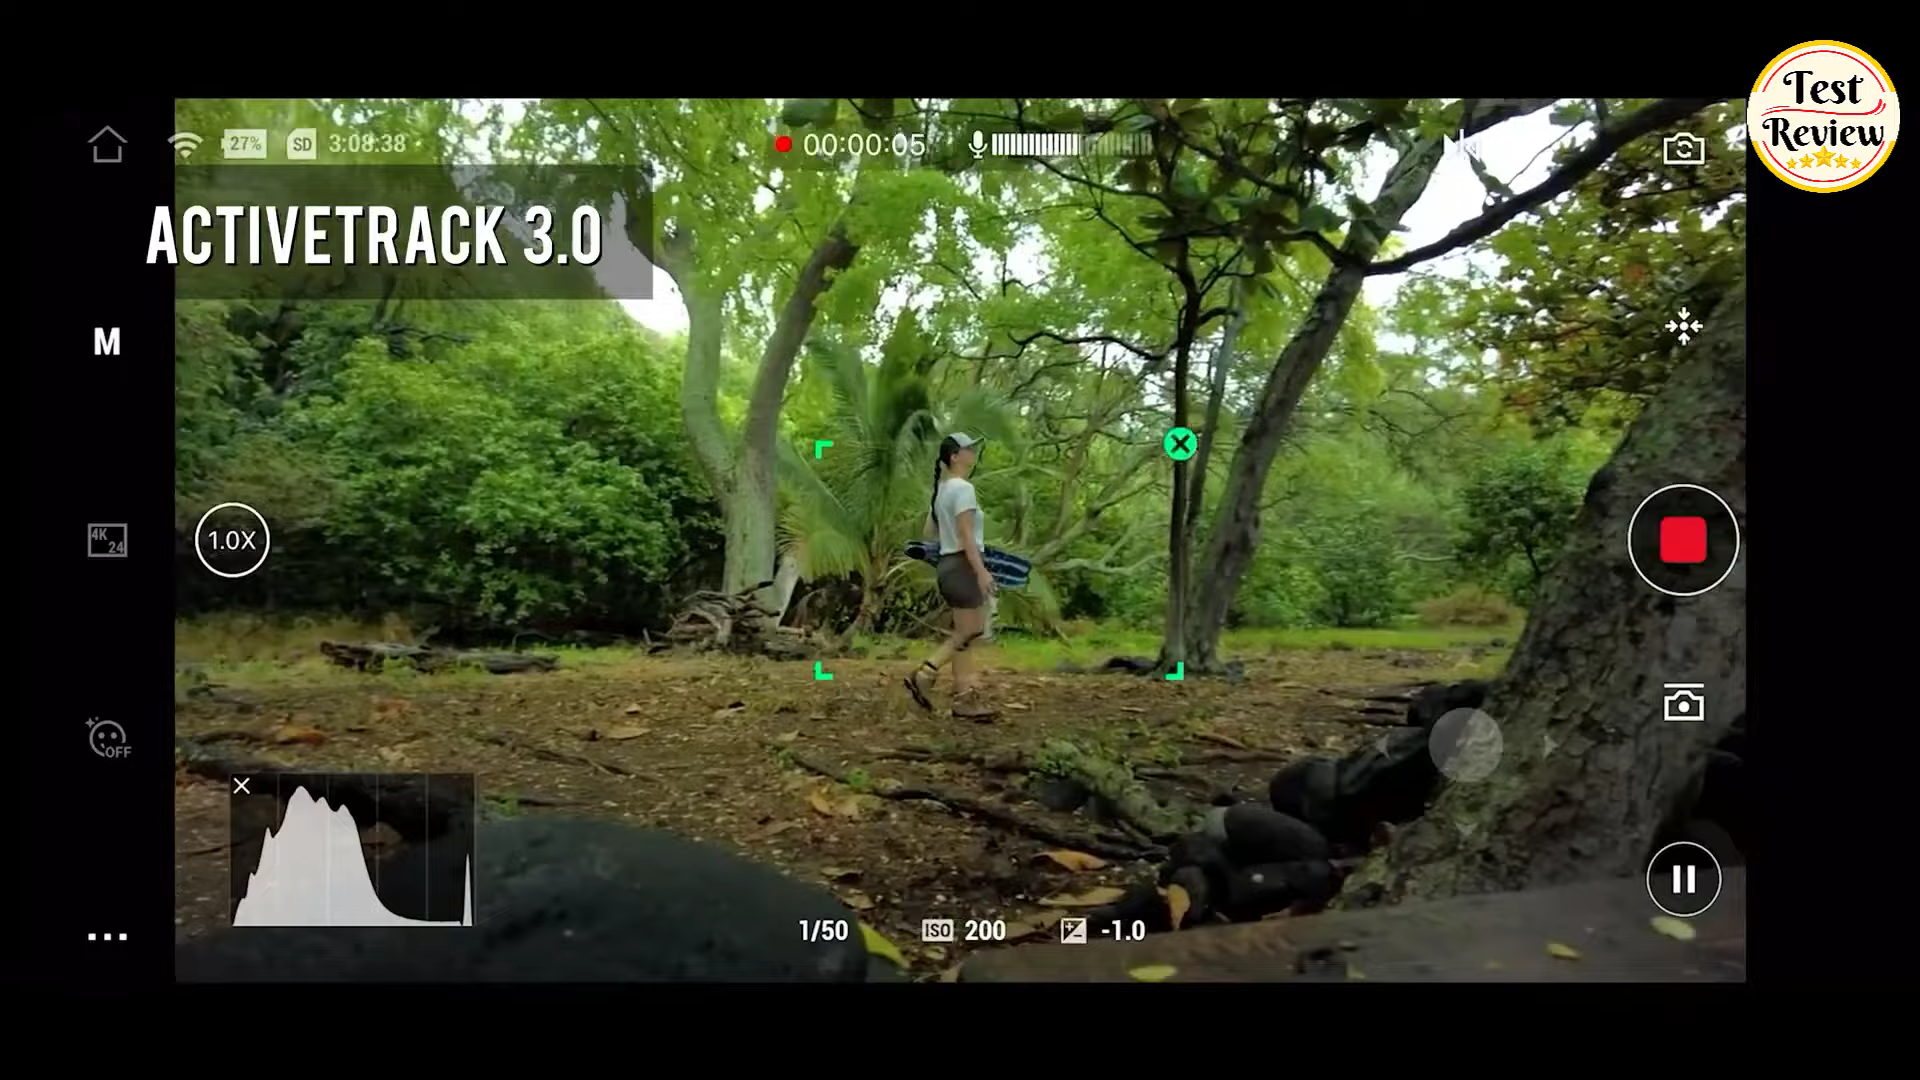 27% SD 3:08:38
00:00:05
Test
Review
ACTIVETRACK 3.0
M
4K
24
1.0X
OFF
1/50 ISO 200 -1.0